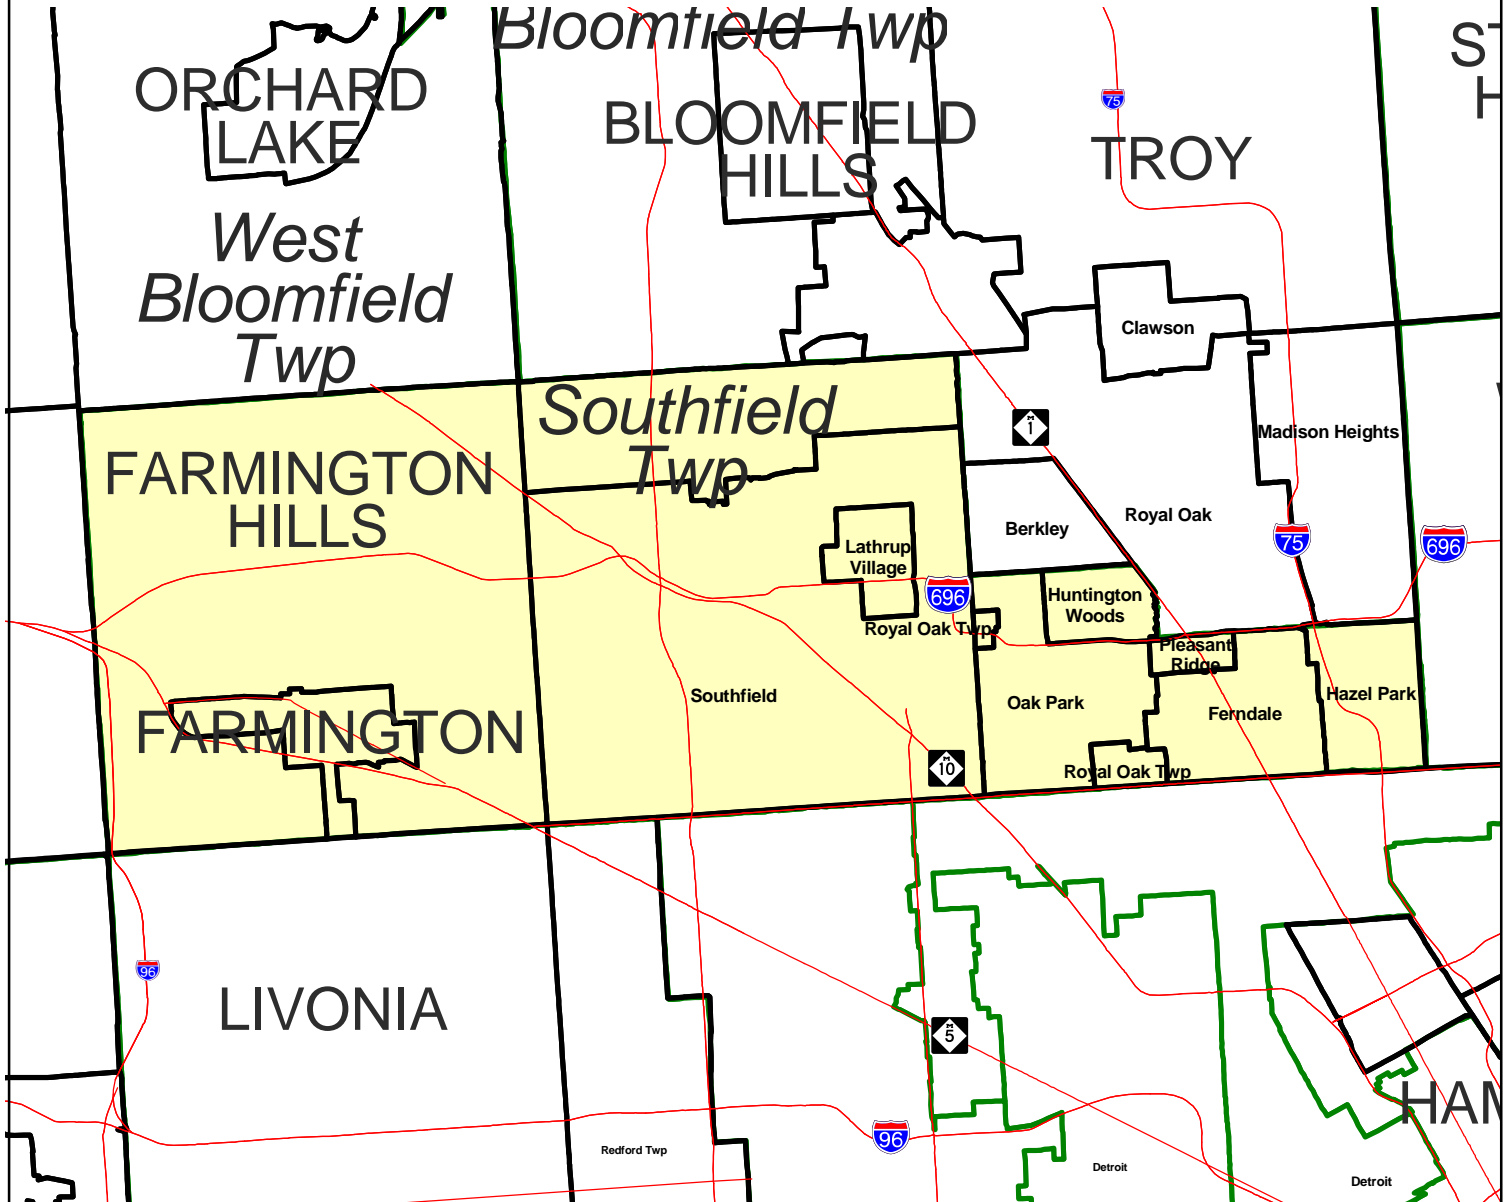 Bloomfield Twp
ORCHARD
LAKE
BLOOMFIELD
HILLS
75
TROY
ST
H
West
Bloomfield
Twp
Clawson
Southfield
Twp
M
1
Madison Heights
FARMINGTON
HILLS
Berkley
Royal Oak
75
696
Lathrup
Village
696
Huntington
Woods
Royal Oak Twp
Pleasant
Ridge
Southfield
Oak Park
Ferndale
Hazel Park
FARMINGTON
M
10
Royal Oak Twp
96
LIVONIA
M
5
HAM
96
Redford Twp
Detroit
Detroit